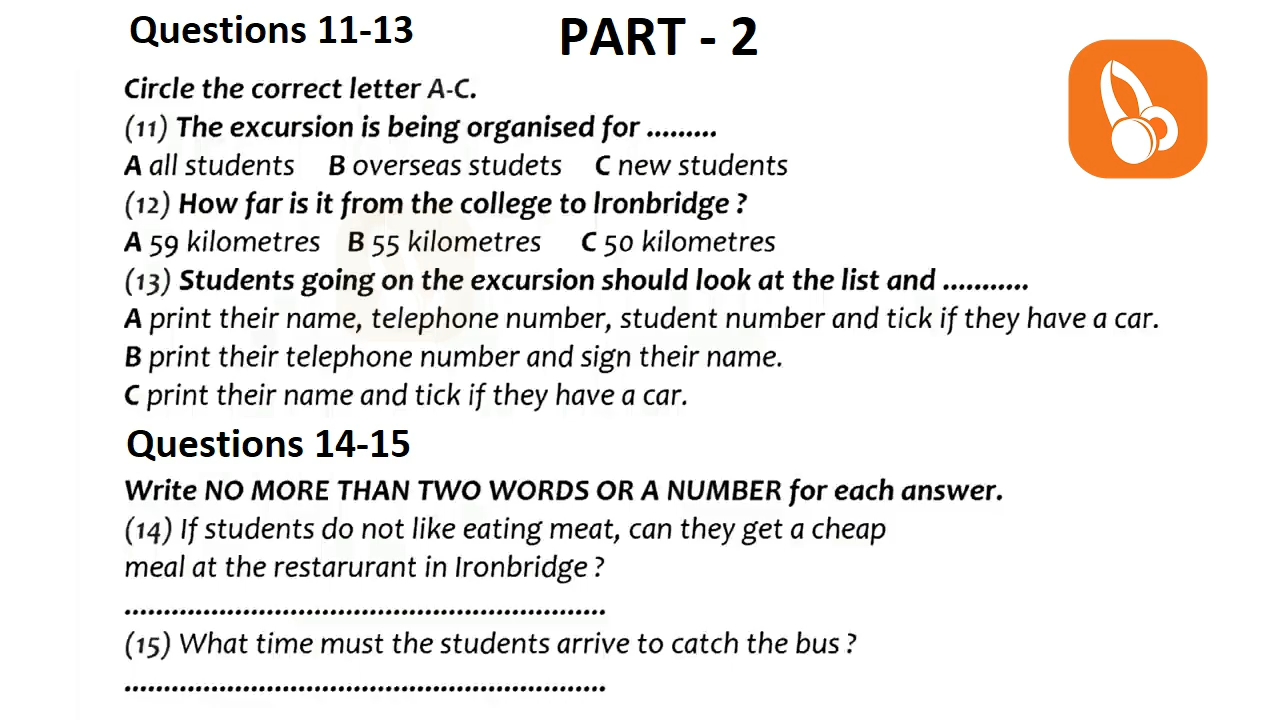 Questions 11-13
PART - 2
Circle the correct letter A-C.
(11) The excursion is being organised for .........
A all students B overseas studets C new students
(12) How far is it from the college to Ironbridge ?
A 59 kilometres B 55 kilometres C 50 kilometres
(13) Students going on the excursion should look at the list and ...........
A print their name, telephone number, student number and tick if they have a car.
B print their telephone number and sign their name.
C print their name and tick if they have a car.
Questions 14-15
Write NO MORE THAN TWO WORDS OR A NUMBER for each answer.
(14) If students do not like eating meat, can they get a cheap
meal at the restarurant in Ironbridge ?
.............................................................
(15) What time must the students arrive to catch the bus ?
.............................................................